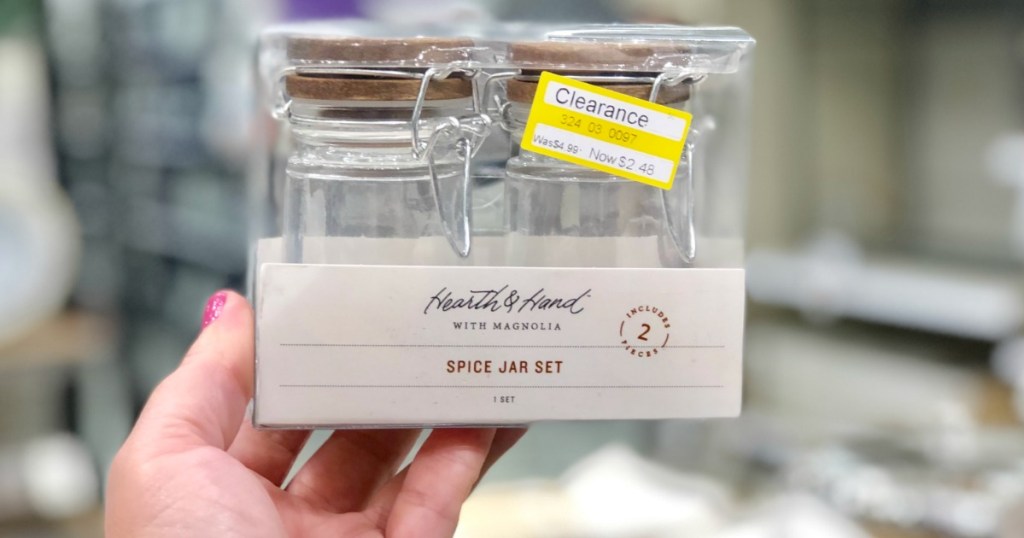 Clearance
324 03 0097
Was$4.99- Now$2.48
Hearth & Hand
WITH MAGNOLIA
INCLUDES
2
PIECES
SPICE JAR SET
1 SET